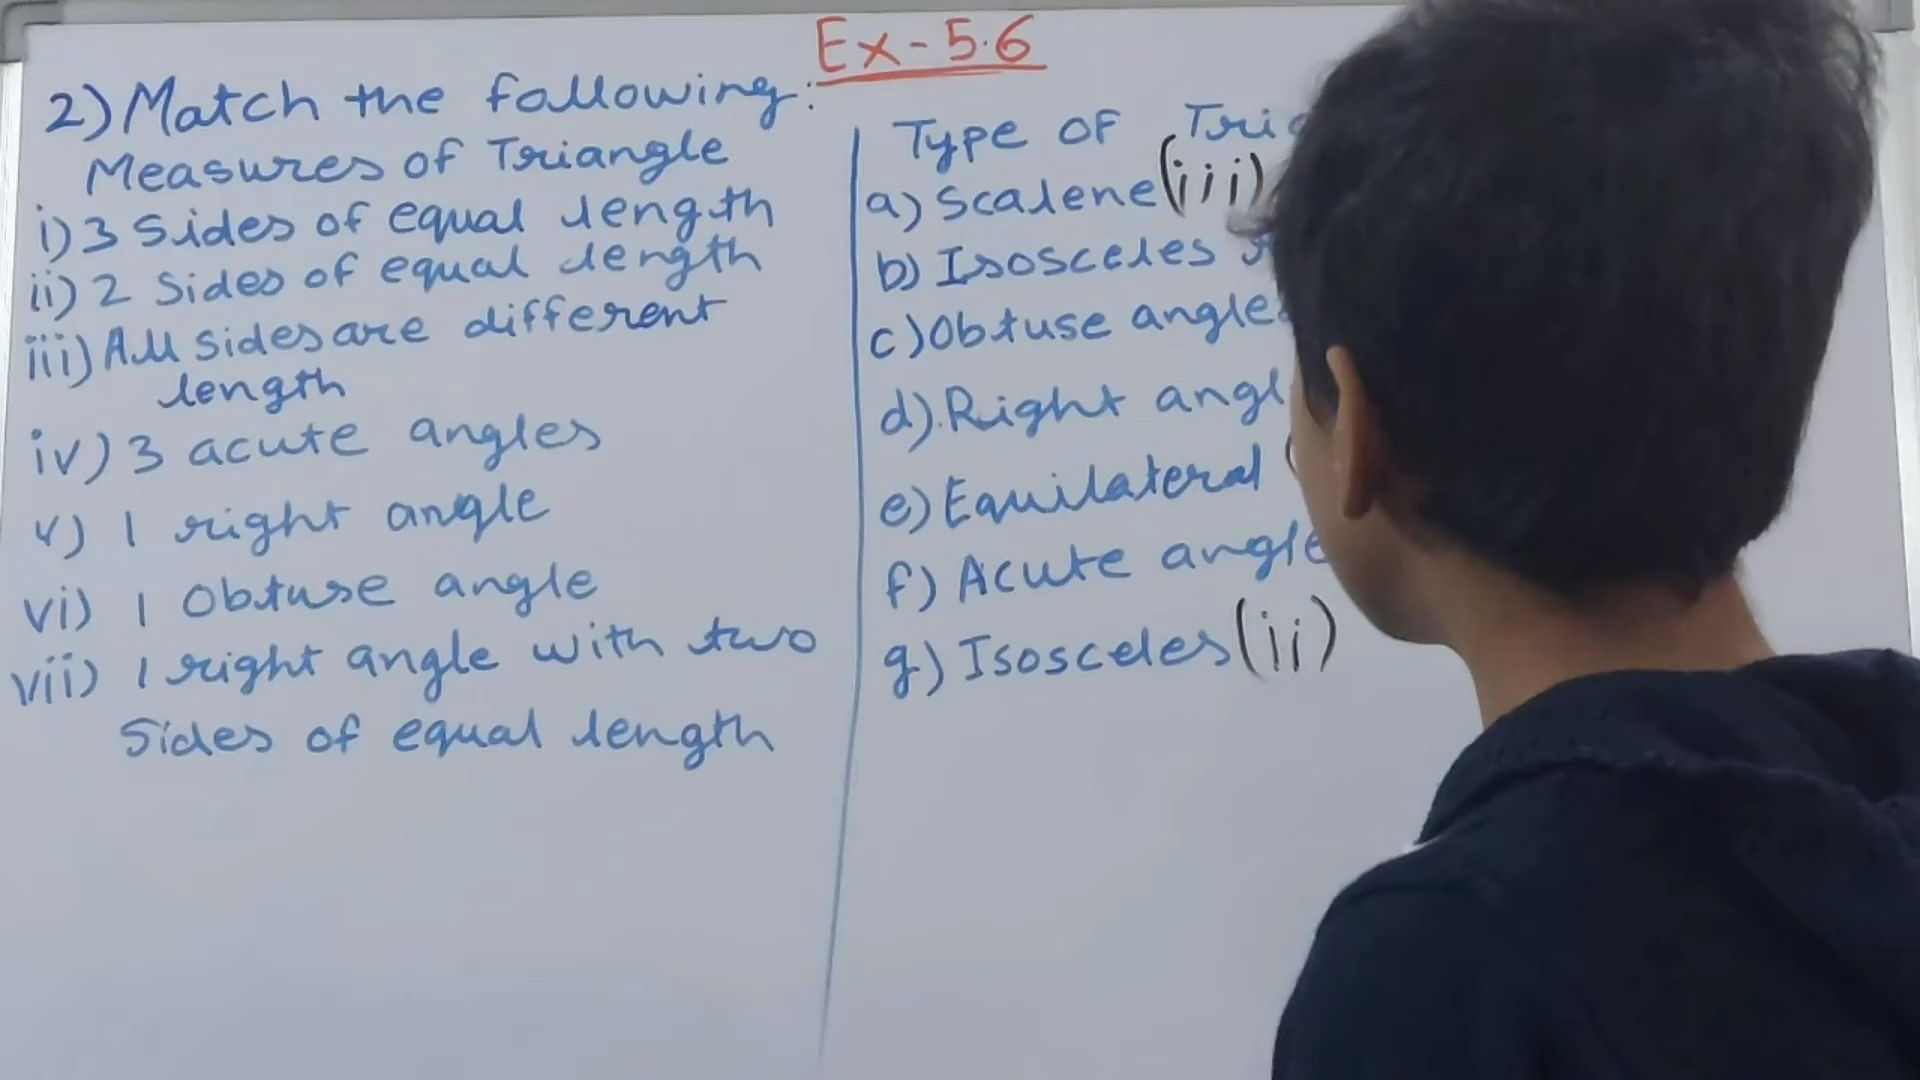 Ex-5.6
2) Match the following:
Measures of Triangle
i) 3 Sides of equal length
ii) 2 Sides of equal length
iii) All sides are different
length
iv) 3 acute angles
v) 1 right angle
vi) 1 Obtuse angle
vii) 1 right angle with two
Sides of equal length
Type of
a) Scalene (iii)
b) Isosceles
c) Obtuse angle
d) Right angl
e) Equilateral
f) Acute angle
g) Isosceles (ii)